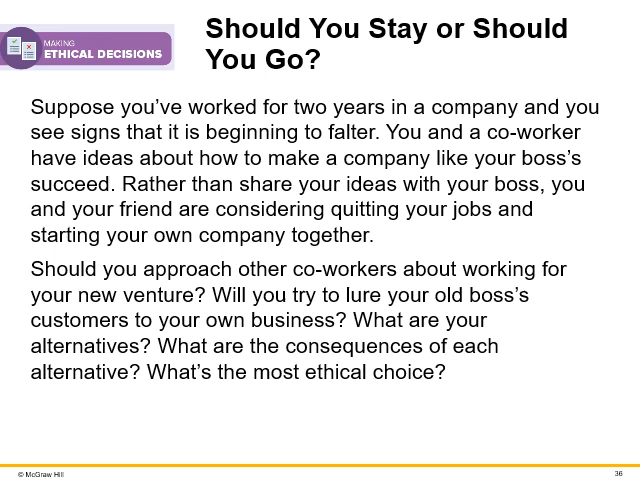 MAKING
ETHICAL DECISIONS
Should You Stay or Should
You Go?
Suppose you’ve worked for two years in a company and you
see signs that it is beginning to falter. You and a co-worker
have ideas about how to make a company like your boss’s
succeed. Rather than share your ideas with your boss, you
and your friend are considering quitting your jobs and
starting your own company together.
Should you approach other co-workers about working for
your new venture? Will you try to lure your old boss’s
customers to your own business? What are your
alternatives? What are the consequences of each
alternative? What’s the most ethical choice?
© McGraw Hill
36